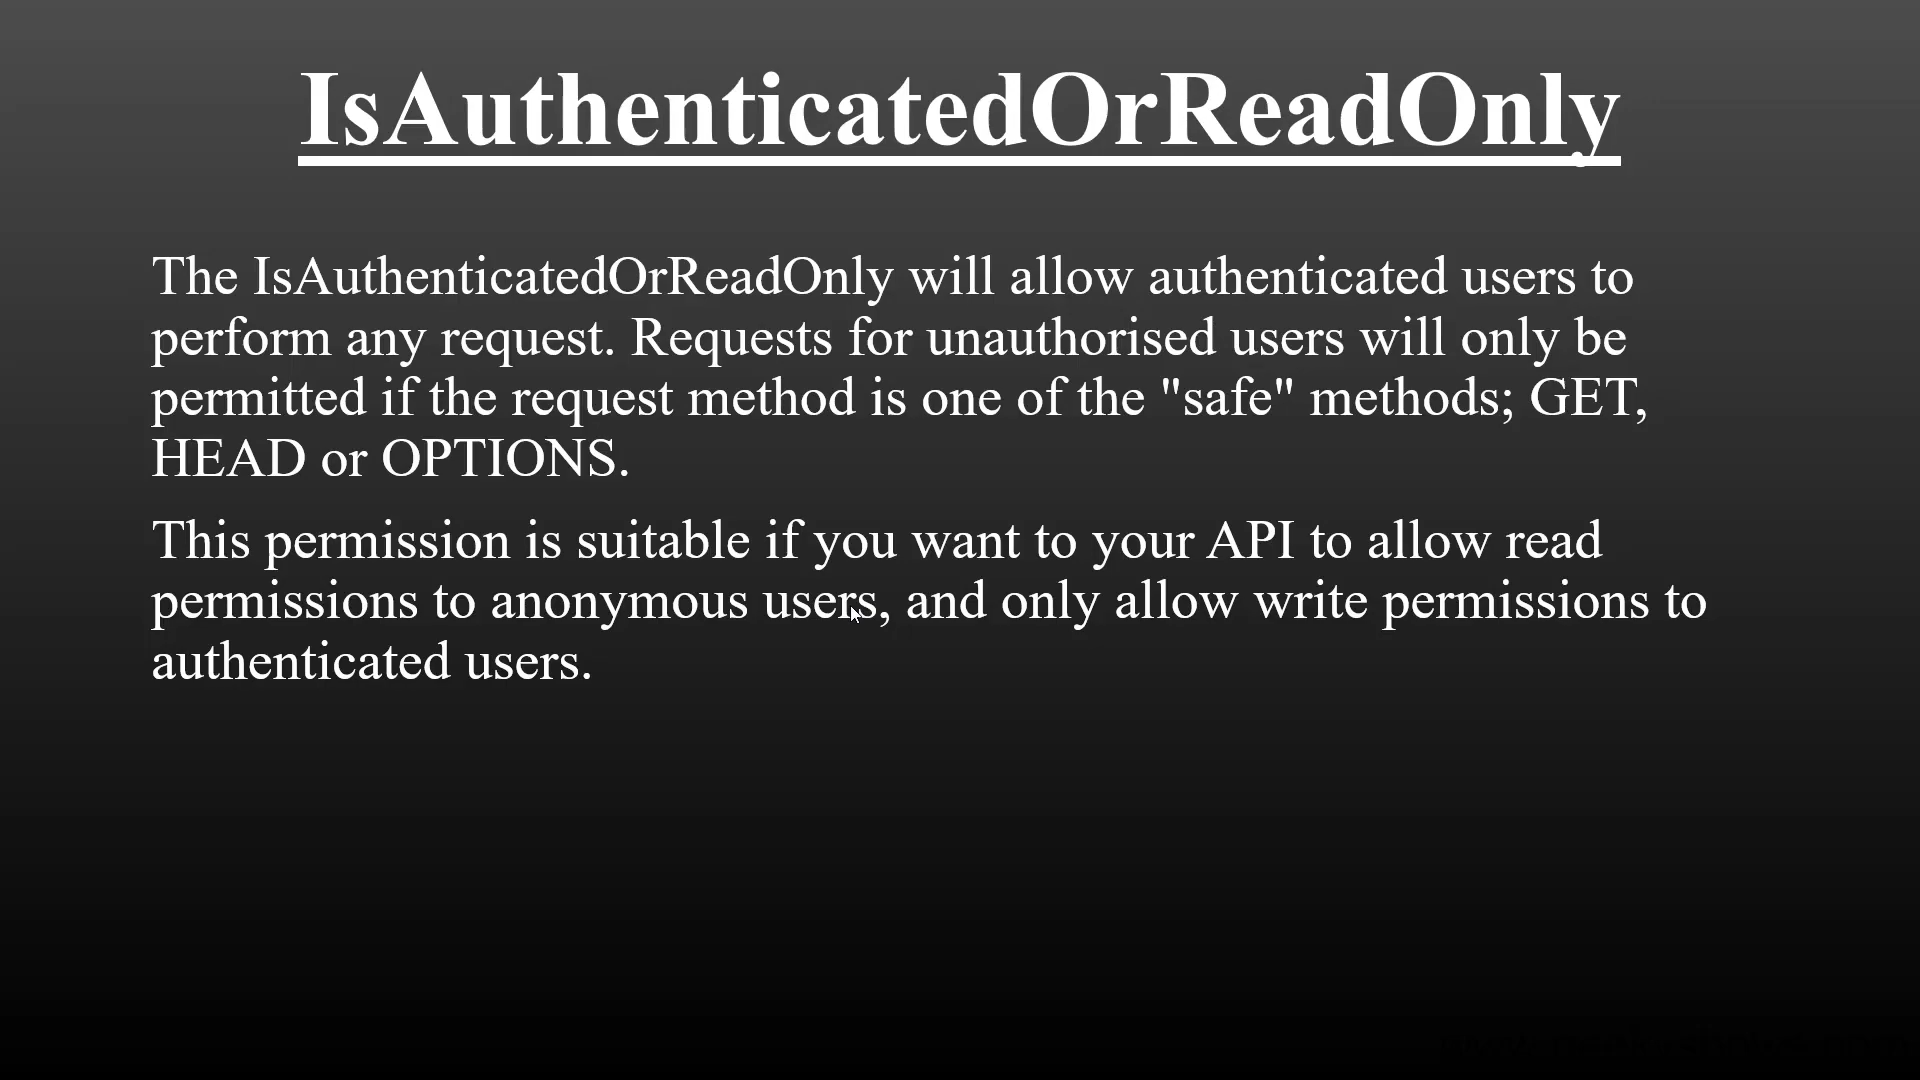 IsAuthenticatedOrReadOnly
The IsAuthenticatedOrReadOnly will allow authenticated users to
perform any request. Requests for unauthorised users will only be
permitted if the request method is one of the "safe" methods; GET,
HEAD or OPTIONS.
This permission is suitable if you want to your API to allow read
permissions to anonymous users, and only allow write permissions to
authenticated users.